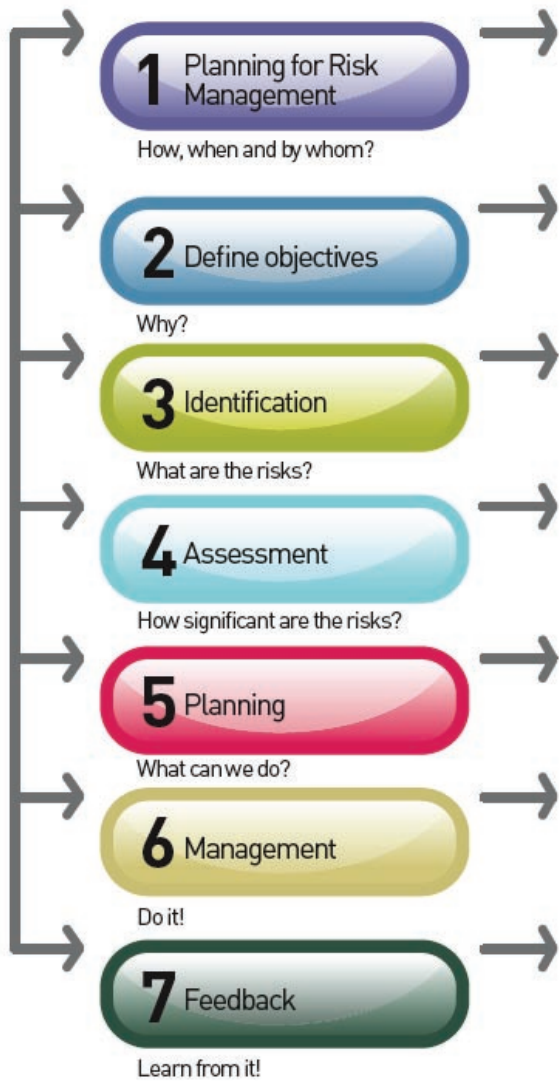 1 Planning for Risk
Management
How, when and by whom?
2 Define objectives
Why?
3 Identification
What are the risks?
4 Assessment
How significant are the risks?
5 Planning
What can we do?
6 Management
Do it!
7 Feedback
Learn from it!